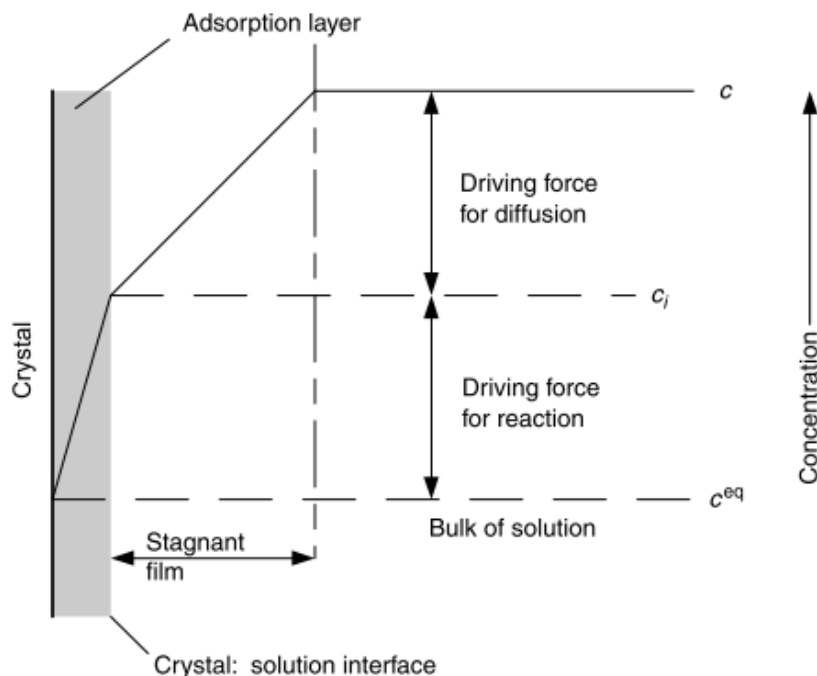 Adsorption layer
c
Driving force
for diffusion
c_i
Crystal
Driving force
for reaction
Concentration
c^eq
Bulk of solution
Stagnant
film
Crystal: solution interface